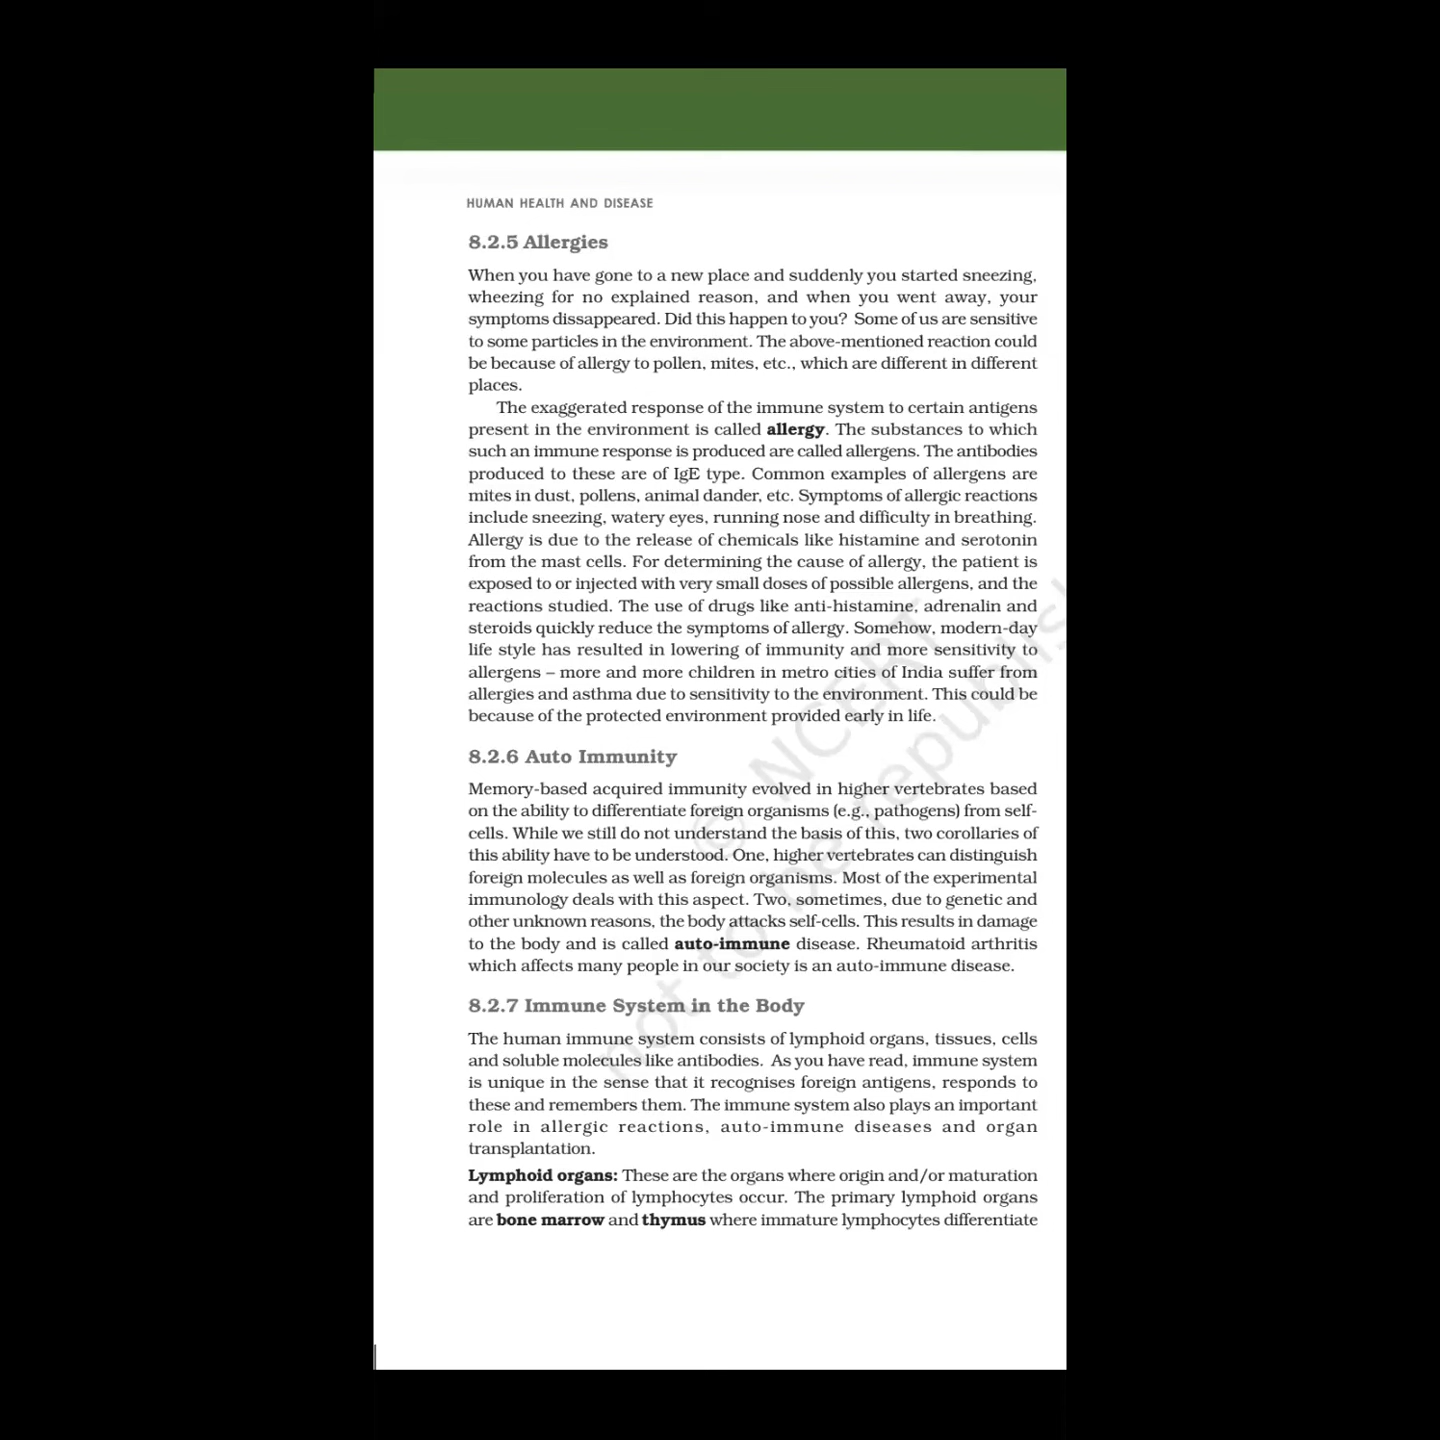 HUMAN HEALTH AND DISEASE
8.2.5 Allergies
When you have gone to a new place and suddenly you started sneezing,
wheezing for no explained reason, and when you went away, your
symptoms dissappeared. Did this happen to you? Some of us are sensitive
to some particles in the environment. The above-mentioned reaction could
be because of allergy to pollen, mites, etc., which are different in different
places.
The exaggerated response of the immune system to certain antigens
present in the environment is called allergy. The substances to which
such an immune response is produced are called allergens. The antibodies
produced to these are of IgE type. Common examples of allergens are
mites in dust, pollens, animal dander, etc. Symptoms of allergic reactions
include sneezing, watery eyes, running nose and difficulty in breathing.
Allergy is due to the release of chemicals like histamine and serotonin
from the mast cells. For determining the cause of allergy, the patient is
exposed to or injected with very small doses of possible allergens, and the
reactions studied. The use of drugs like anti-histamine, adrenalin and
steroids quickly reduce the symptoms of allergy. Somehow, modern-day
life style has resulted in lowering of immunity and more sensitivity to
allergens – more and more children in metro cities of India suffer from
allergies and asthma due to sensitivity to the environment. This could be
because of the protected environment provided early in life.
8.2.6 Auto Immunity
Memory-based acquired immunity evolved in higher vertebrates based
on the ability to differentiate foreign organisms (e.g., pathogens) from self-
cells. While we still do not understand the basis of this, two corollaries of
this ability have to be understood. One, higher vertebrates can distinguish
foreign molecules as well as foreign organisms. Most of the experimental
immunology deals with this aspect. Two, sometimes, due to genetic and
other unknown reasons, the body attacks self-cells. This results in damage
to the body and is called auto-immune disease. Rheumatoid arthritis
which affects many people in our society is an auto-immune disease.
8.2.7 Immune System in the Body
The human immune system consists of lymphoid organs, tissues, cells
and soluble molecules like antibodies. As you have read, immune system
is unique in the sense that it recognises foreign antigens, responds to
these and remembers them. The immune system also plays an important
role in allergic reactions, auto-immune diseases and organ
transplantation.
Lymphoid organs: These are the organs where origin and/or maturation
and proliferation of lymphocytes occur. The primary lymphoid organs
are bone marrow and thymus where immature lymphocytes differentiate
© NCERT
not to be republish